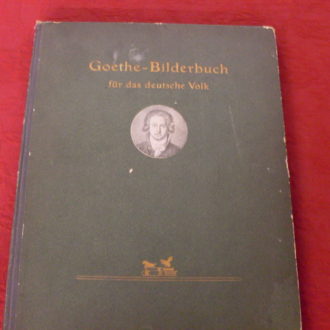 Goethe-Bilderbuch
für das deutsche Volk